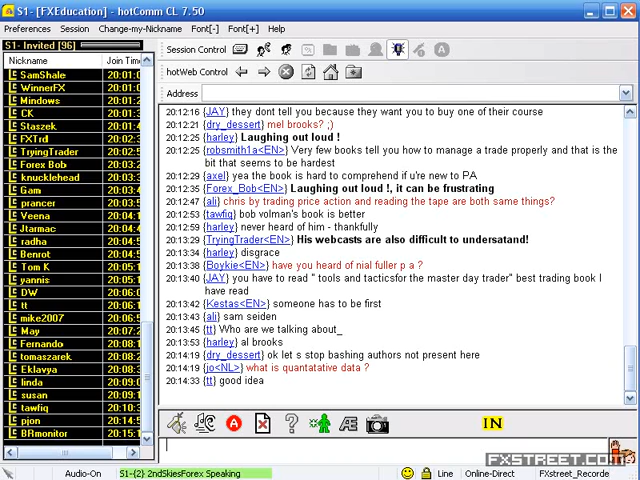 S1- [FXEducation] - hotComm CL 7.50
Preferences Session Change-my-Nickname Font[-] Font[+] Help
S1- Invited [96]
Nickname Join Time
SamShale 20:01:0
WinnerFX 20:01:0
Mindows 20:01:0
CK 20:01:3
Staszek 20:01:4
FXTrd 20:02:3
TryingTrader 20:02:5
Forex Bob 20:03:2
knucklehead 20:03:2
Gam 20:03:4
prancer 20:03:5
Veena 20:04:1
Jtarmac 20:04:4
radha 20:04:5
Benrot 20:04:5
Tom K 20:05:1
yannis 20:05:2
DW 20:06:0
tt 20:06:1
mike2007 20:06:3
May 20:07:2
Fernando 20:08:1
tomaszarek 20:08:2
Eklavya 20:08:2
linda 20:09:0
susan 20:09:1
tawfiq 20:10:3
pjon 20:14:5
BRmonitor 20:15:1
Session Control
hotWeb Control
Address
20:12:16 {JAY} they dont tell you because they want you to buy one of their course
20:12:21 {dry_dessert} mel brooks? ;)
20:12:25 {harley} Laughing out loud !
20:12:25 {robsmith1a<EN>} Very few books tell you how to manage a trade properly and that is the
bit that seems to be hardest
20:12:29 {axel} yea the book is hard to comprehend if u're new to PA
20:12:35 {Forex_Bob<EN>} Laughing out loud !, it can be frustrating
20:12:47 {ali} chris by trading price action and reading the tape are both same things?
20:12:53 {tawfiq} bob volman's book is better
20:12:59 {harley} never heard of him - thankfully
20:13:29 {TryingTrader<EN>} His webcasts are also difficult to undersatand!
20:13:34 {harley} disgrace
20:13:38 {Boykie<EN>} have you heard of nial fuller p a ?
20:13:40 {JAY} you have to read " tools and tacticsfor the master day trader" best trading book I
have read
20:13:42 {Kestas<EN>} someone has to be first
20:13:43 {ali} sam seiden
20:13:45 {tt} Who are we talking about_
20:13:53 {harley} al brooks
20:14:19 {dry_dessert} ok let s stop bashing authors not present here
20:14:19 {jo<NL>} what is quantatative data ?
20:14:33 {tt} good idea
IN
FXSTREET.CO
Audio-On S1-{2} 2ndSkiesForex Speaking Line Online-Direct FXstreet_Recorde